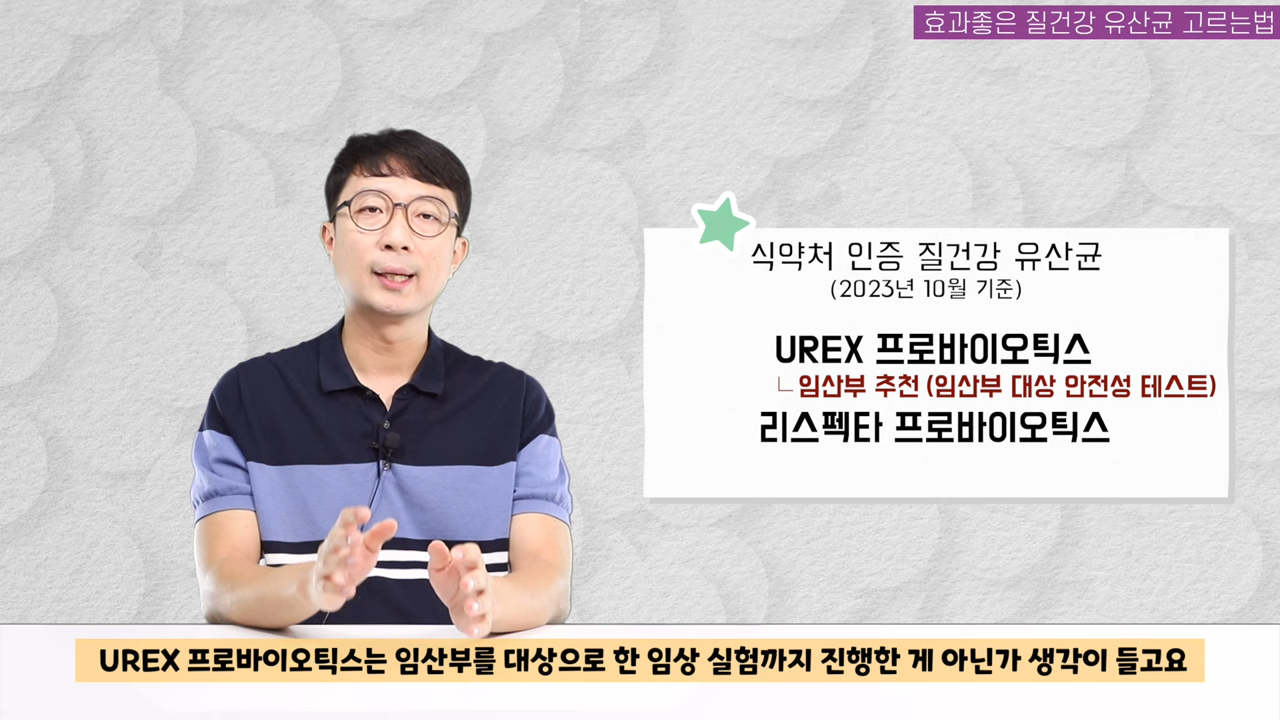 효과좋은 질건강 유산균 고르는법
식약처 인증 질건강 유산균
(2023년 10월 기준)
UREX 프로바이오틱스
ㄴ임산부 추천 (임산부 대상 안전성 테스트)
리스펙타 프로바이오틱스
UREX 프로바이오틱스는 임산부를 대상으로 한 임상 실험까지 진행한 게 아닌가 생각이 들고요